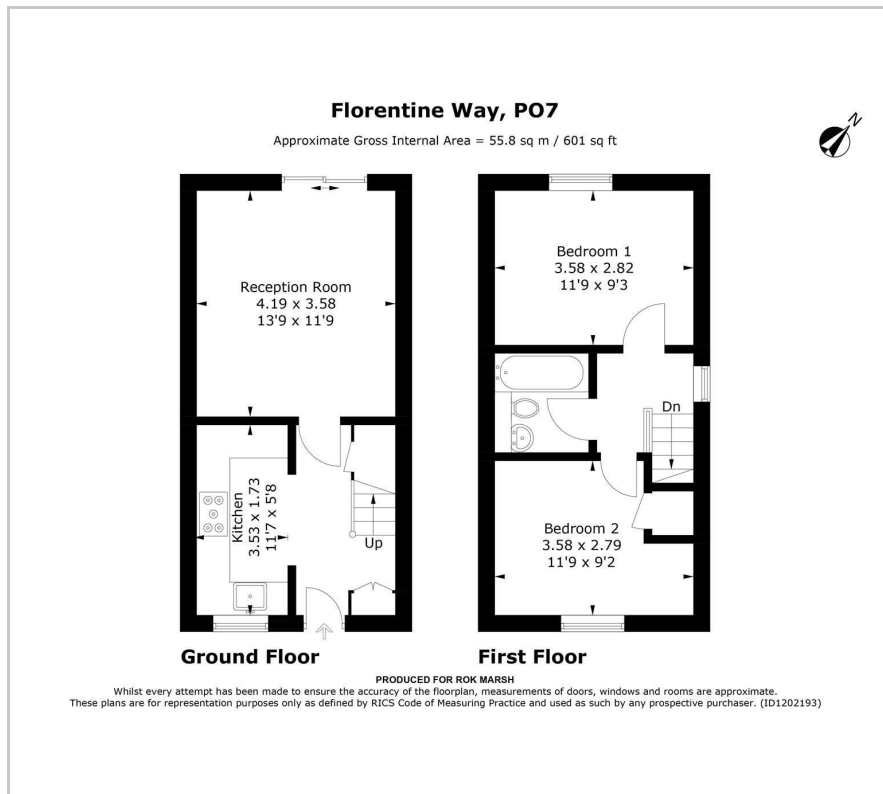 Florentine Way, PO7
Approximate Gross Internal Area = 55.8 sq m / 601 sq ft
N
Reception Room
4.19 x 3.58
13'9 x 11'9
Kitchen
3.53 x 1.73
11'7 x 5'8
Up
Ground Floor
Bedroom 1
3.58 x 2.82
11'9 x 9'3
Dn
Bedroom 2
3.58 x 2.79
11'9 x 9'2
First Floor
PRODUCED FOR ROK MARSH
Whilst every attempt has been made to ensure the accuracy of the floorplan, measurements of doors, windows and rooms are approximate.
These plans are for representation purposes only as defined by RICS Code of Measuring Practice and used as such by any prospective purchaser. (ID1202193)